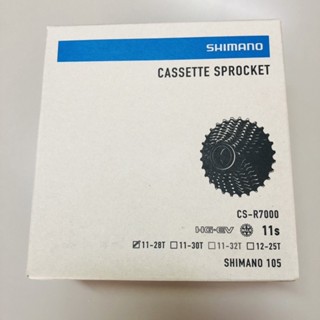 SHIMANO
CASSETTE SPROCKET
CS-R7000
HG-EV 11s
☑11-28T ☐11-30T ☐11-32T ☐12-25T
SHIMANO 105